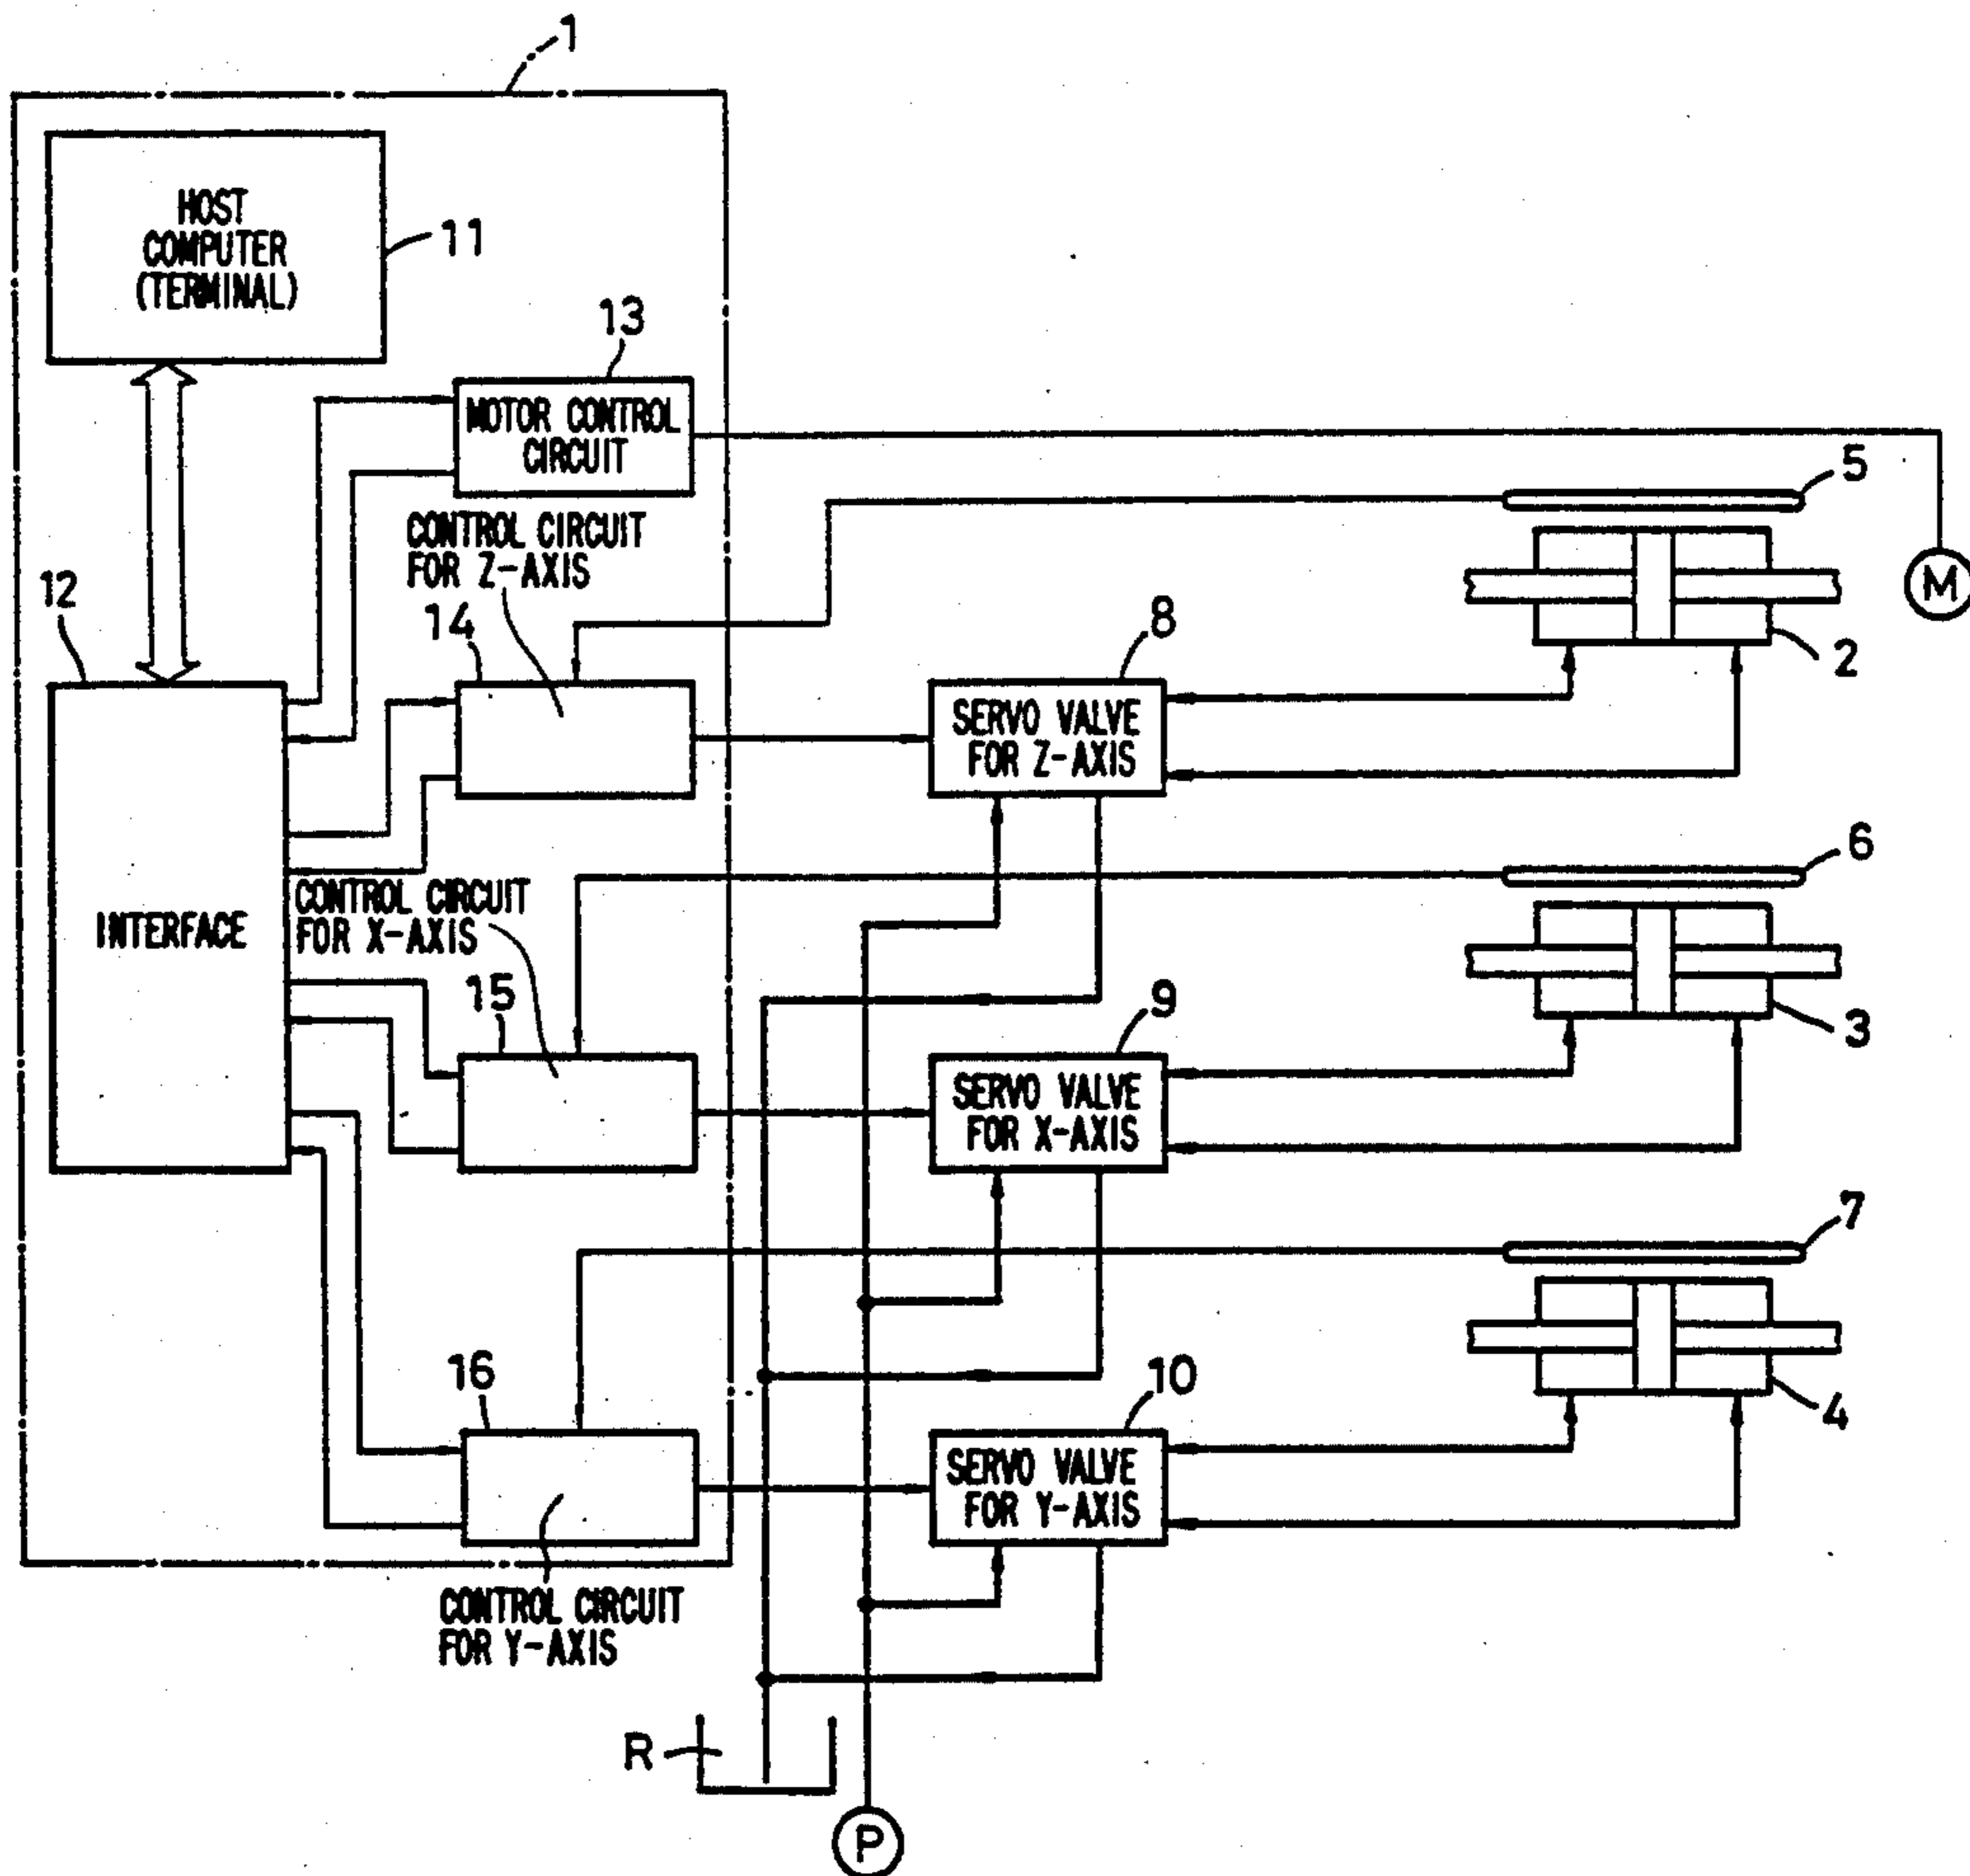 1
HOST
COMPUTER
(TERMINAL)
11
13
MOTOR CONTROL
CIRCUIT
5
CONTROL CIRCUIT
FOR Z-AXIS
M
12
14
8
2
SERVO VALVE
FOR Z-AXIS
6
CONTROL CIRCUIT
FOR X-AXIS
INTERFACE
15
9
3
SERVO VALVE
FOR X-AXIS
7
16
10
4
SERVO VALVE
FOR Y-AXIS
CONTROL CIRCUIT
FOR Y-AXIS
R
P